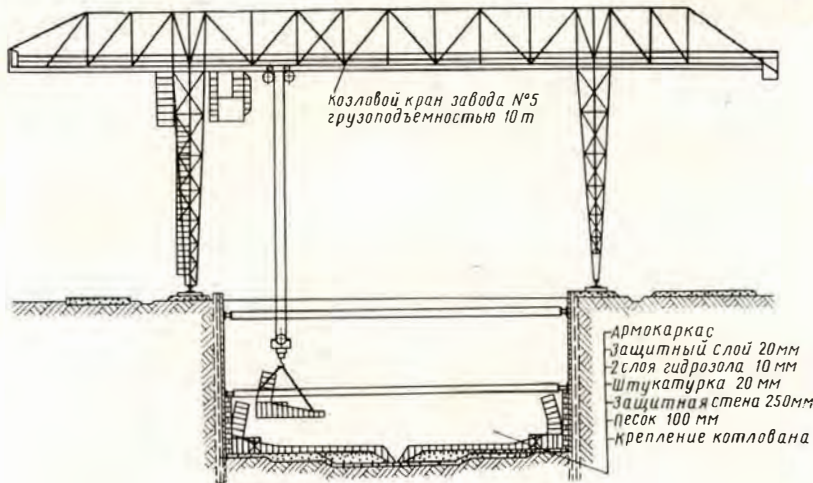 Козловой кран завода №5
грузоподъемностью 10т
Армокаркас
Защитный слой 20мм
2 слоя гидрозола 10 мм
Штукатурка 20 мм
Защитная стена 250мм
Песок 100 мм
Крепление котлована